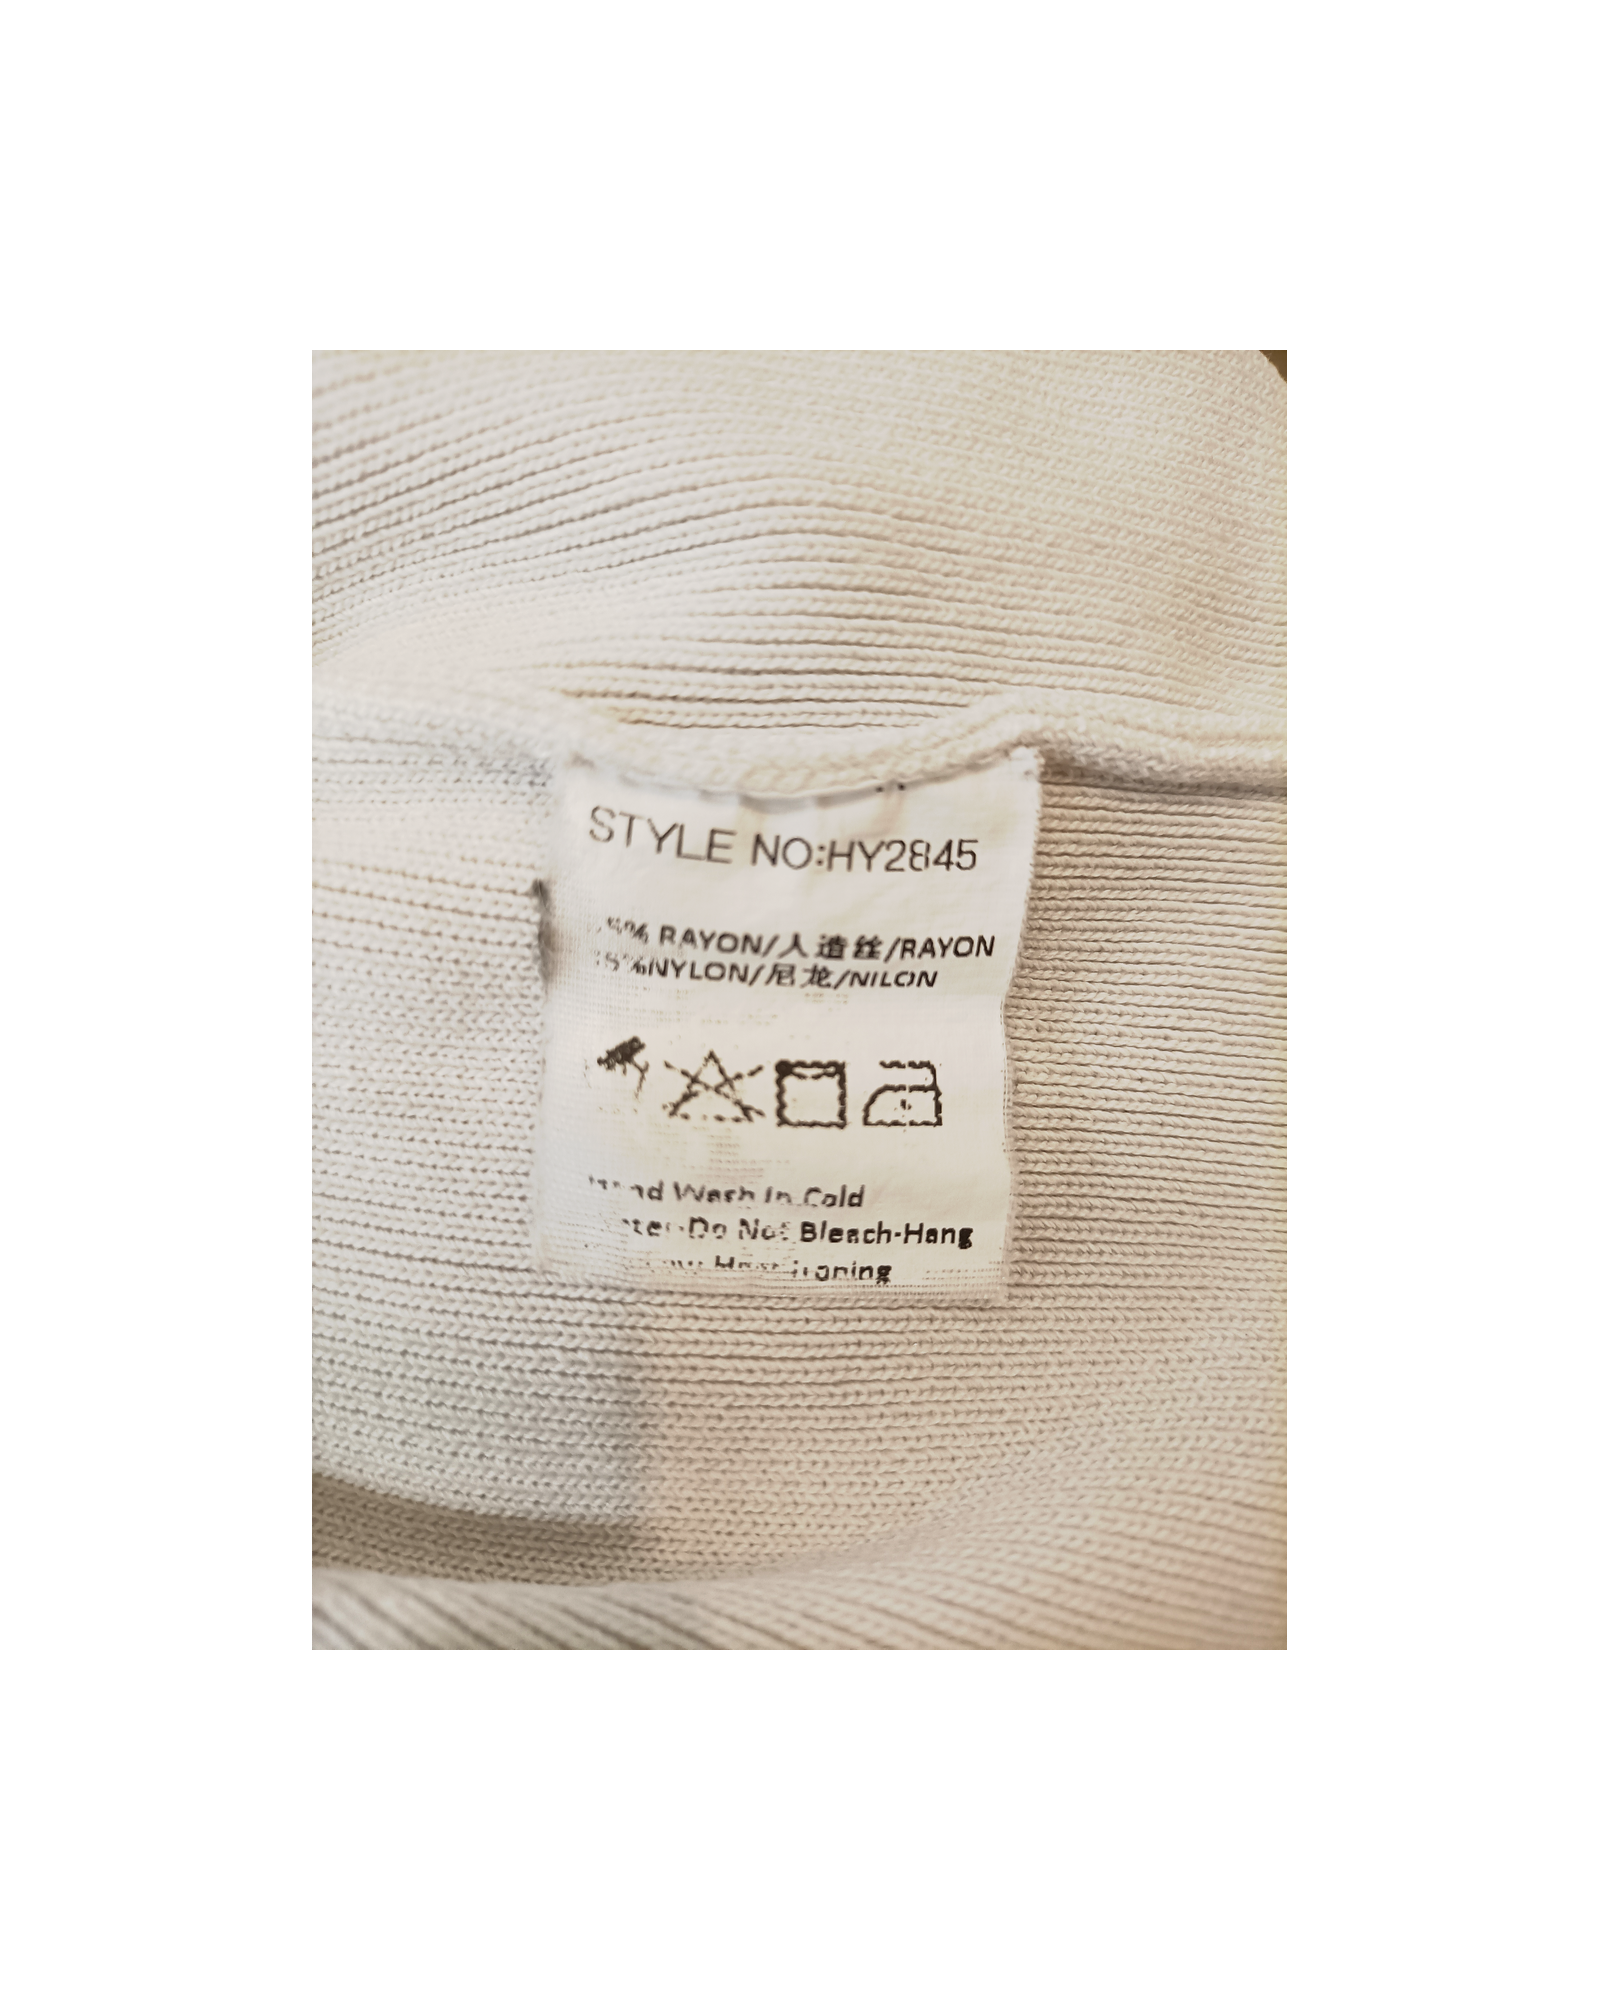 STYLE NO:HY2845
RAYON/人造丝/RAYON
NYLON/尼龙/NILON
Wash In Cold
Do Not Bleach-Hang
Ironing